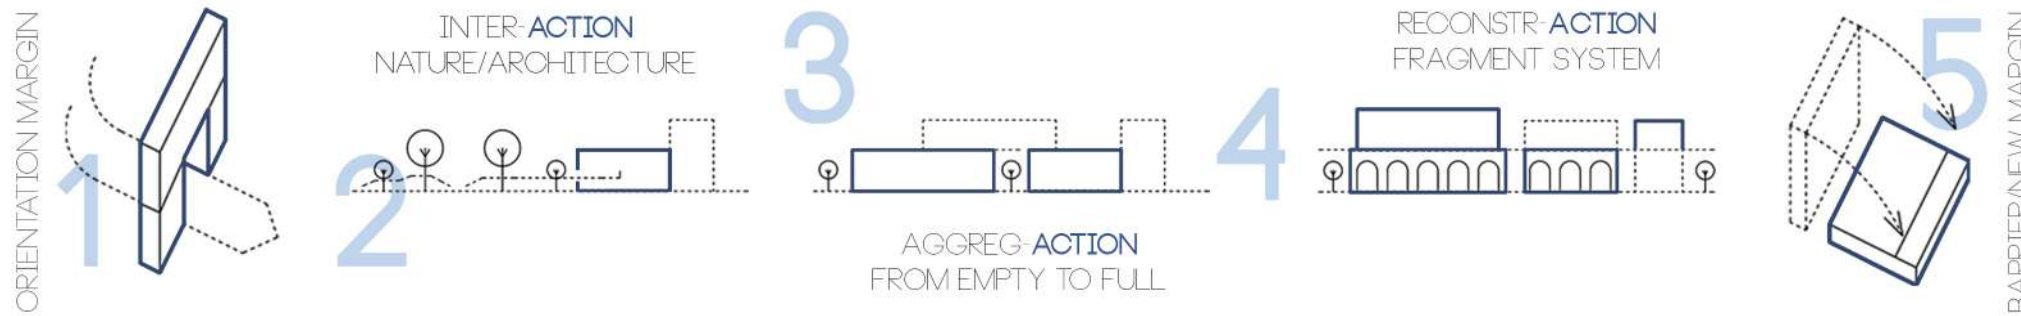 ORIENTATION MARGIN
1
INTER-ACTION
NATURE/ARCHITECTURE
2
3
AGGREG-ACTION
FROM EMPTY TO FULL
4
RECONSTR-ACTION
FRAGMENT SYSTEM
5
BARRIER/NEW MARGIN